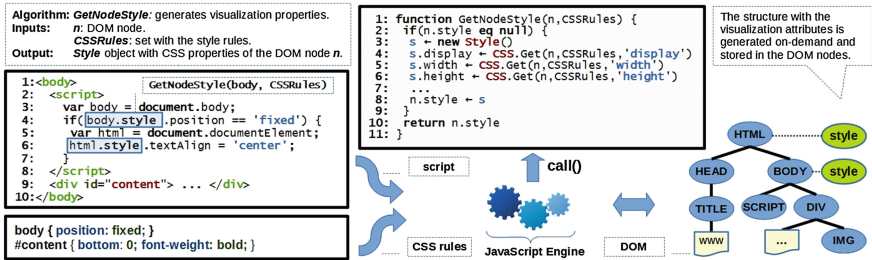 Algorithm: GetNodeStyle: generates visualization properties.
Inputs: n: DOM node.
CSSRules: set with the style rules.
Output: Style object with CSS properties of the DOM node n.
1:<body>
GetNodeStyle(body, CSSRules)
2: <script>
3: var body = document.body;
4: if(body.style.position == 'fixed') {
5: var html = document.documentElement;
6: html.style.textAlign = 'center';
7: }
8: </script>
9: <div id="content"> ... </div>
10:</body>
body { position: fixed; }
#content { bottom: 0; font-weight: bold; }
1: function GetNodeStyle(n,CSSRules) {
2: if(n.style eq null) {
3: s ← new Style()
4: s.display ← CSS.Get(n,CSSRules,'display')
5: s.width ← CSS.Get(n,CSSRules,'width')
6: s.height ← CSS.Get(n,CSSRules,'height')
7: ...
8: n.style ← s
9: }
10: return n.style
11: }
script
call()
CSS rules
JavaScript Engine
DOM
The structure with the
visualization attributes is
generated on-demand and
stored in the DOM nodes.
HTML
style
HEAD
BODY
style
TITLE
SCRIPT
DIV
www
...
IMG